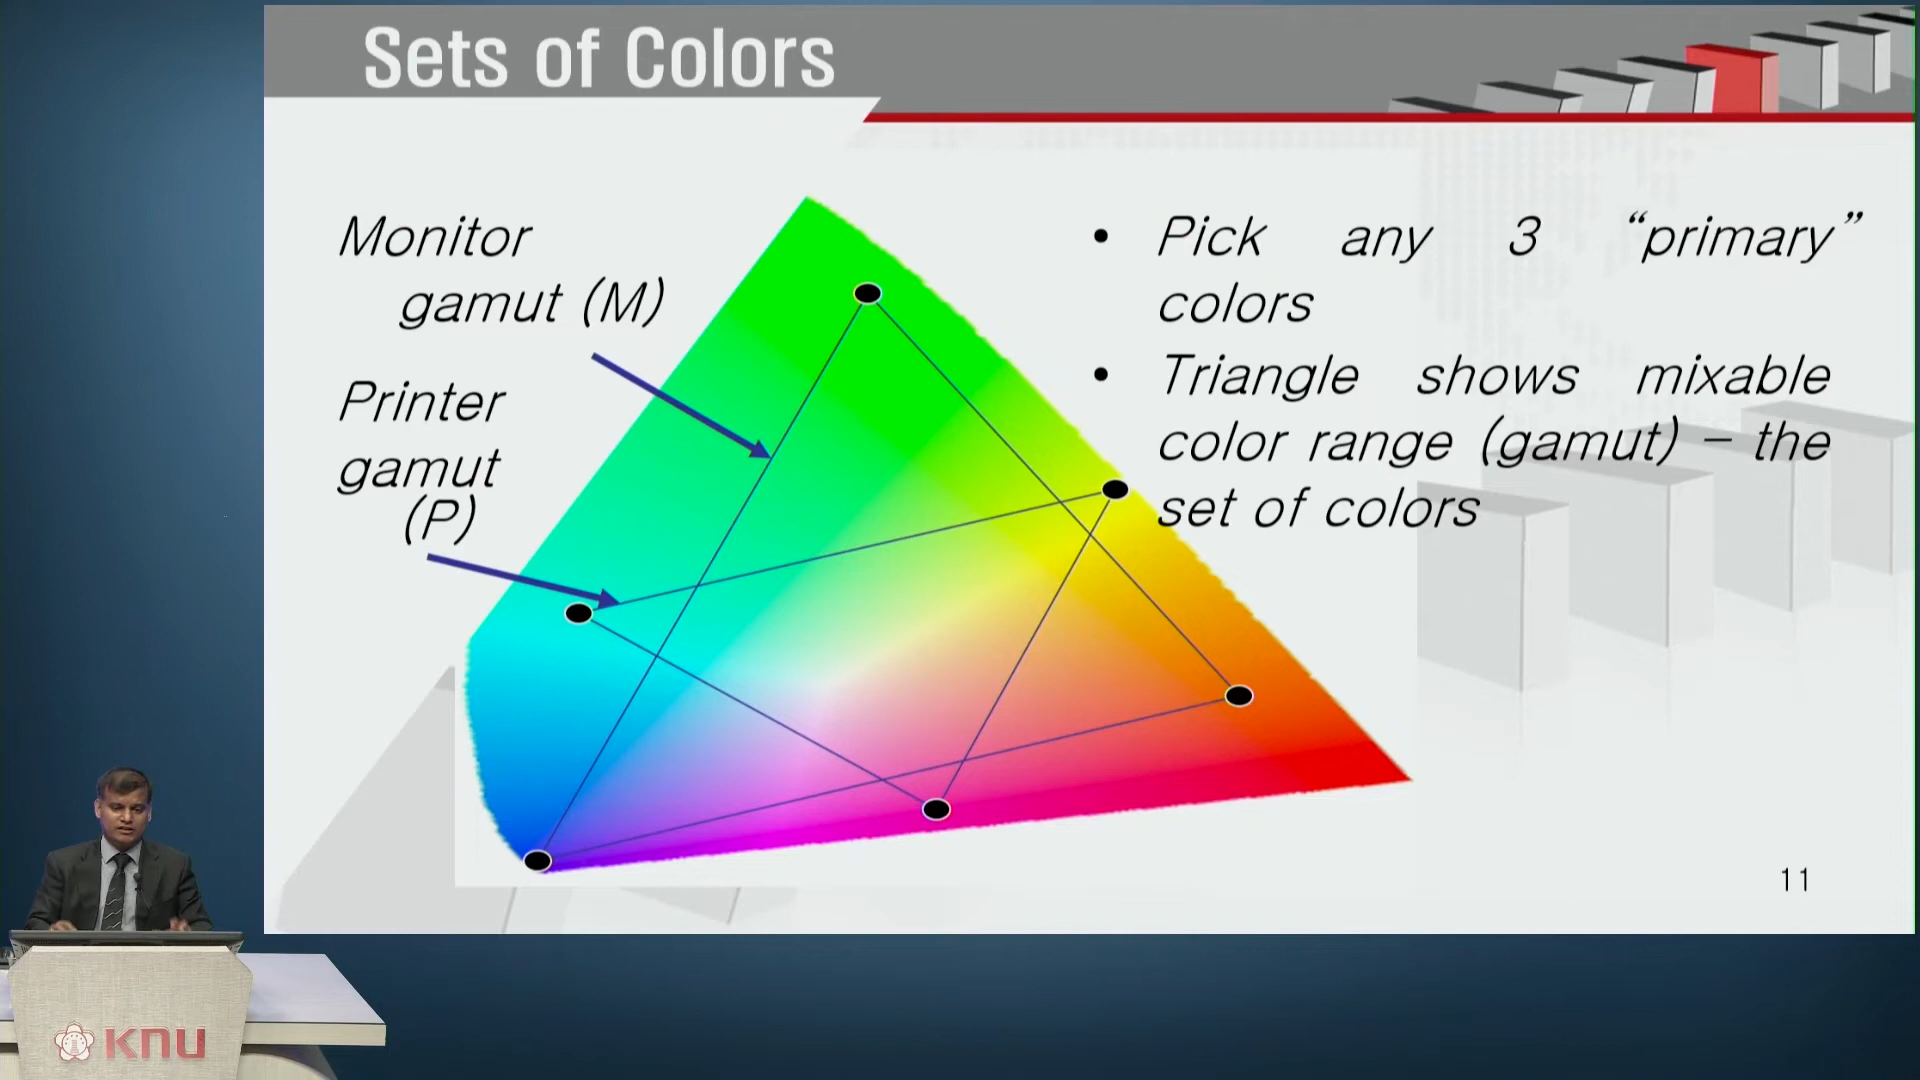 Sets of Colors
Monitor
gamut (M)
Printer
gamut
(P)
• Pick any 3 “primary”
colors
• Triangle shows mixable
color range (gamut) – the
set of colors
11
KNU